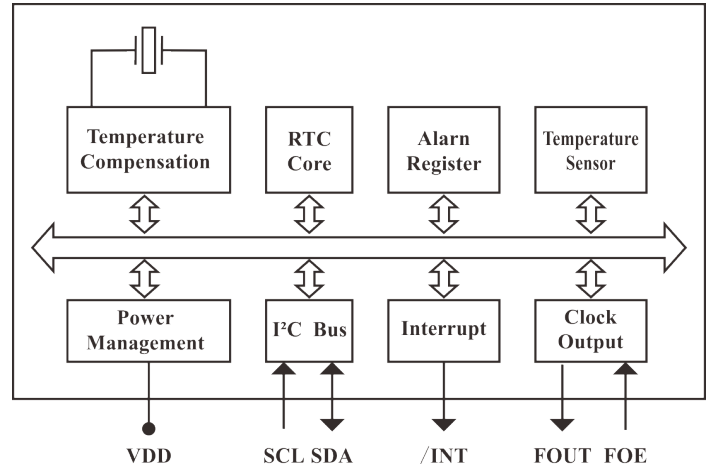 Temperature
Compensation
RTC
Core
Alarn
Register
Temperature
Sensor
Power
Management
I²C Bus
Interrupt
Clock
Output
VDD
SCL SDA
/INT
FOUT FOE